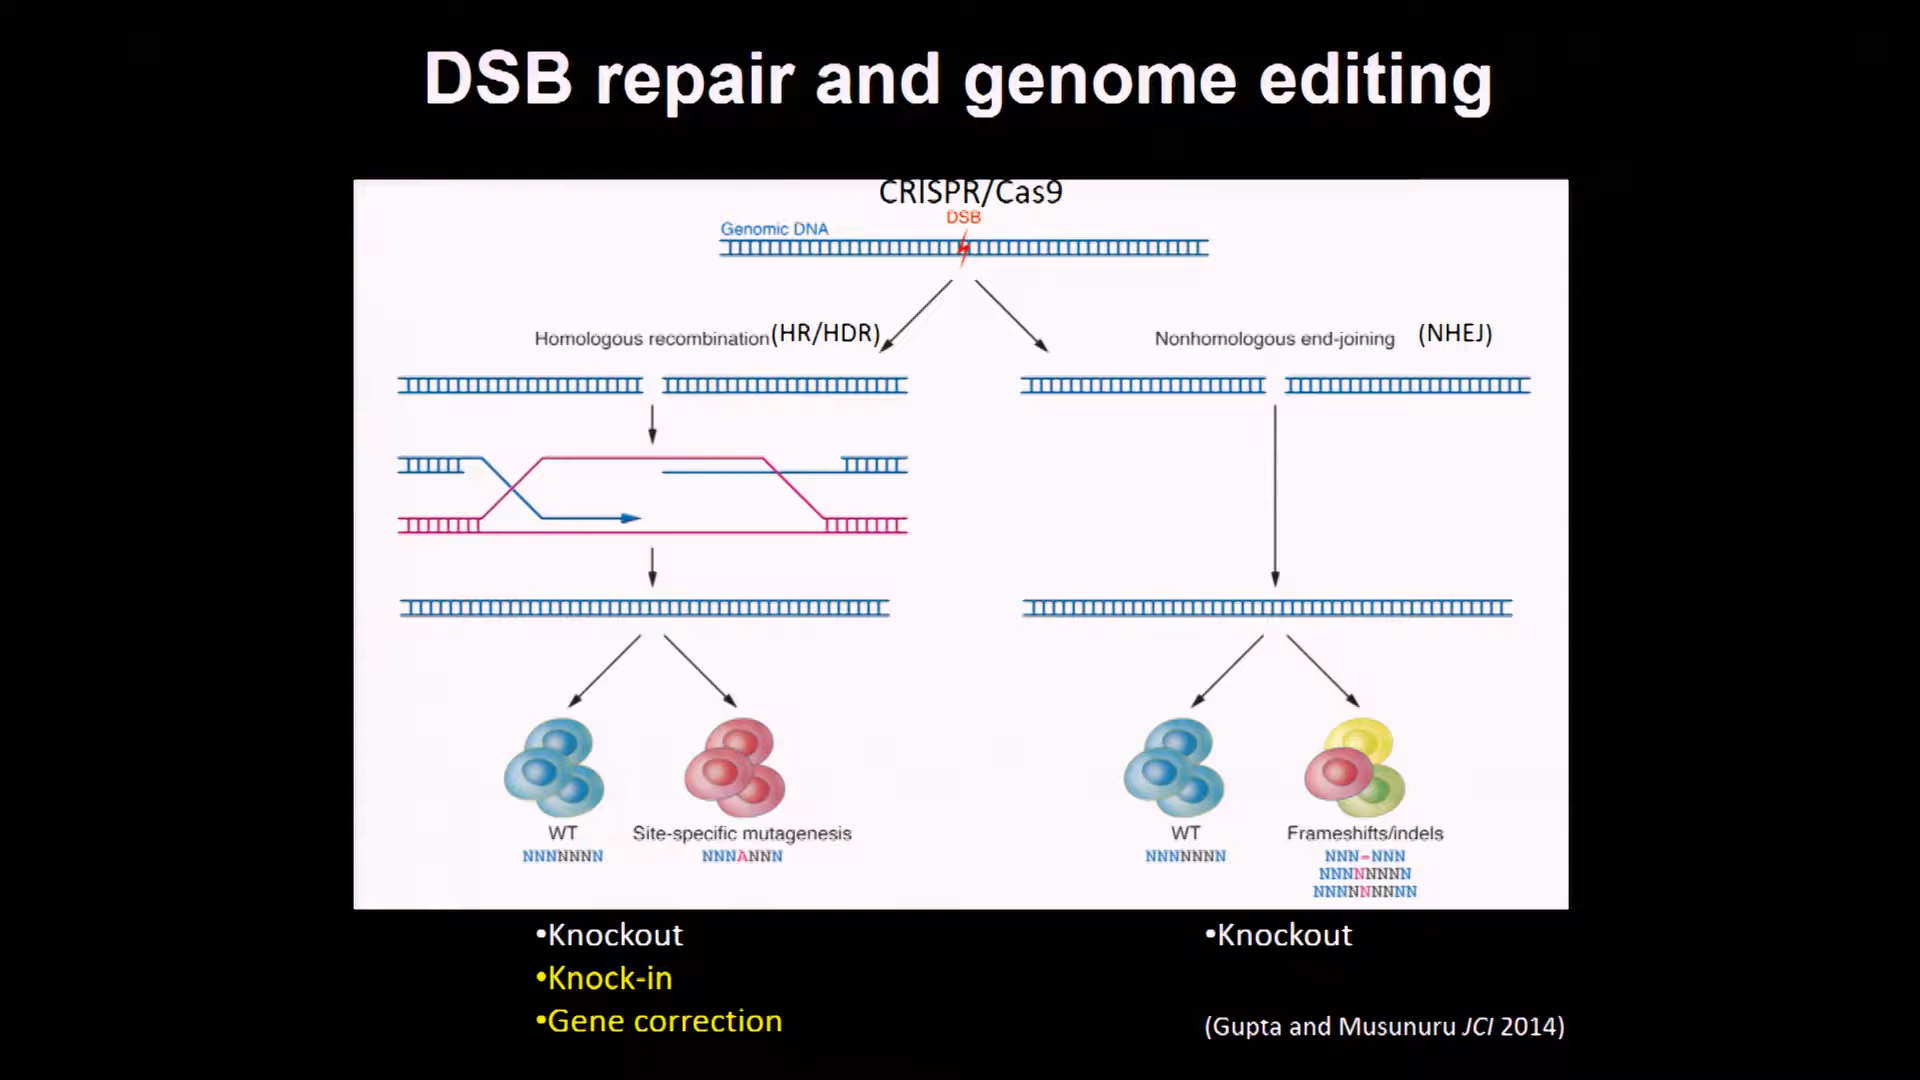 DSB repair and genome editing
CRISPR/Cas9
DSB
Genomic DNA
Homologous recombination (HR/HDR)
Nonhomologous end-joining (NHEJ)
WT
NNNNNNN
Site-specific mutagenesis
NNNANNN
WT
NNNNNNN
Frameshifts/indels
NNN-NNN
NNNNNNNN
NNNNNNNNN
•Knockout
•Knock-in
•Gene correction
•Knockout
(Gupta and Musunuru JCI 2014)